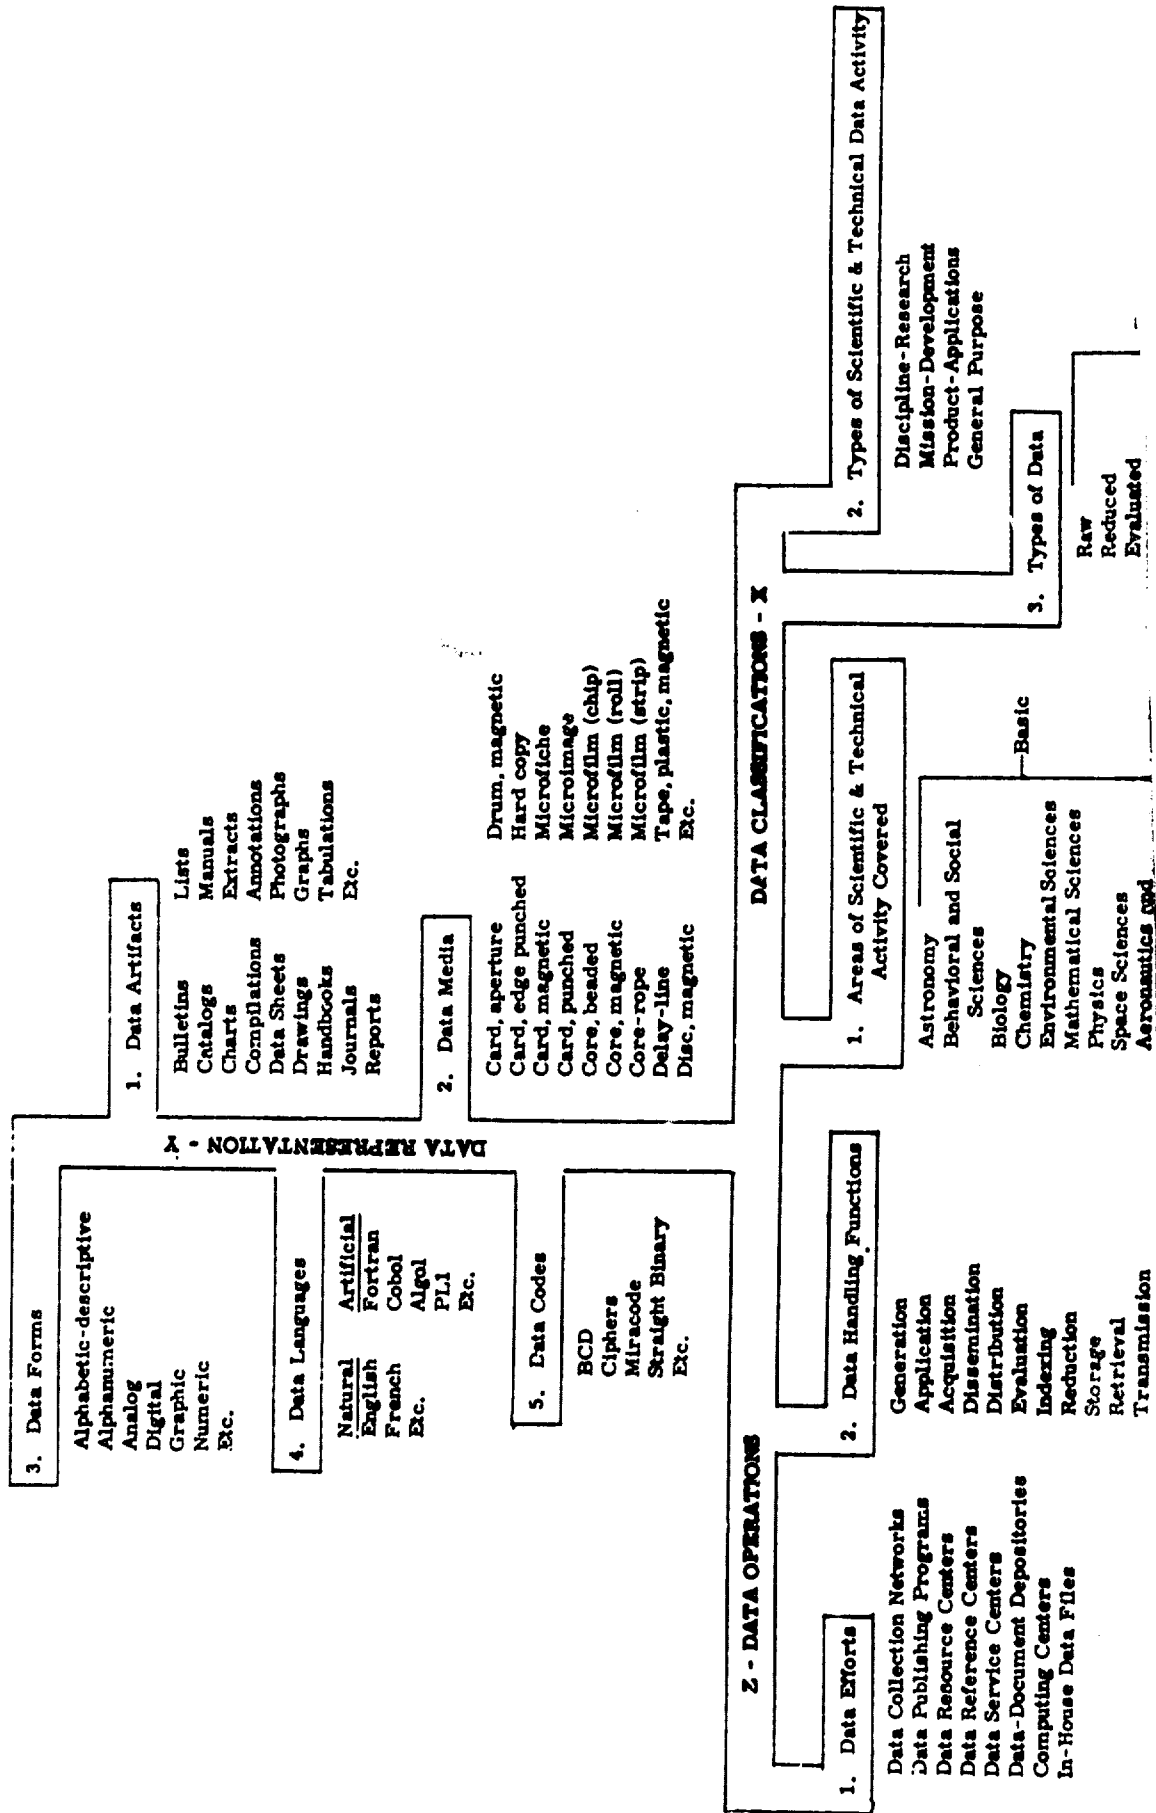 3. Data Forms
Alphabetic-descriptive
Alphanumeric
Analog
Digital
Graphic
Numeric
Etc.
4. Data Languages
Natural
English
French
Etc.
Artificial
Fortran
Cobol
Algol
PL1
Etc.
5. Data Codes
BCD
Ciphers
Miracode
Straight Binary
Etc.
DATA REPRESENTATION - Y
1. Data Artifacts
Bulletins
Catalogs
Charts
Compilations
Data Sheets
Drawings
Handbooks
Journals
Reports
Lists
Manuals
Extracts
Annotations
Photographs
Graphs
Tabulations
Etc.
2. Data Media
Card, aperture
Card, edge punched
Card, magnetic
Card, punched
Core, beaded
Core, magnetic
Core-rope
Delay-line
Disc, magnetic
Drum, magnetic
Hard copy
Microfiche
Microimage
Microfilm (chip)
Microfilm (roll)
Microfilm (strip)
Tape, plastic, magnetic
Etc.
Z - DATA OPERATIONS
1. Data Efforts
Data Collection Networks
Data Publishing Programs
Data Resource Centers
Data Reference Centers
Data Service Centers
Data-Document Depositories
Computing Centers
In-House Data Files
2. Data Handling Functions
Generation
Application
Acquisition
Dissemination
Distribution
Evaluation
Indexing
Reduction
Storage
Retrieval
Transmission
DATA CLASSIFICATIONS - X
1. Areas of Scientific & Technical
Activity Covered
Astronomy
Behavioral and Social
Sciences
Biology
Chemistry
Environmental Sciences
Mathematical Sciences
Physics
Space Sciences
Aeronautics and
Basic
2. Types of Scientific & Technical Data Activity
Discipline-Research
Mission-Development
Product-Applications
General Purpose
3. Types of Data
Raw
Reduced
Evaluated